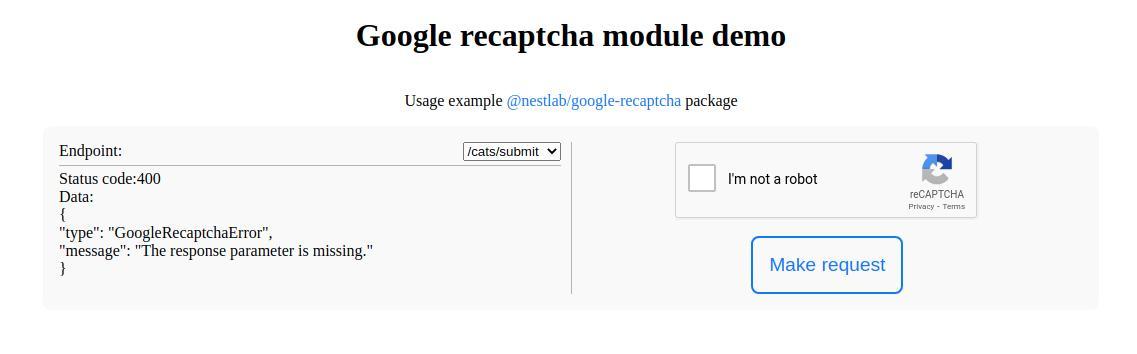 Google recaptcha module demo
Usage example @nestlab/google-recaptcha package
Endpoint: /cats/submit
Status code:400
Data:
{
"type": "GoogleRecaptchaError",
"message": "The response parameter is missing."
}
I'm not a robot
reCAPTCHA
Privacy - Terms
Make request